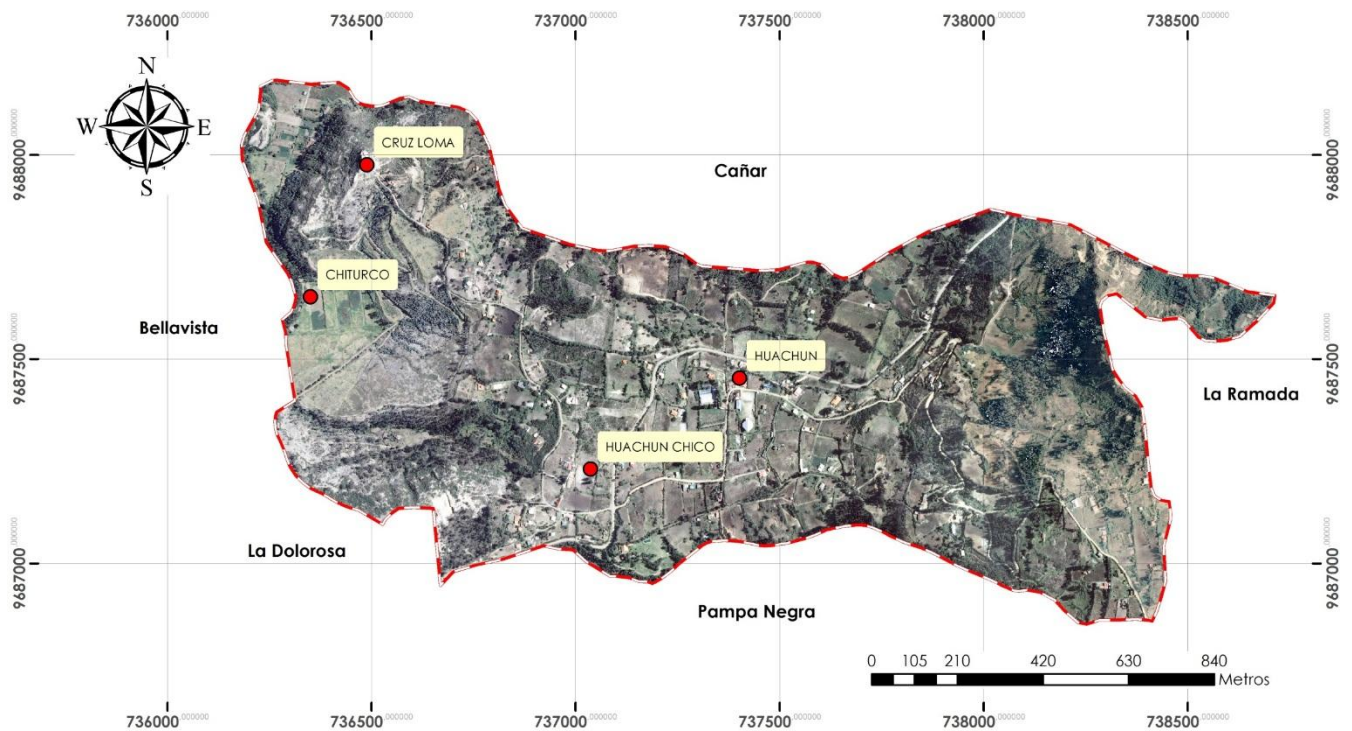 736000,000000 736500,000000 737000,000000 737500,000000 738000,000000 738500,000000
N
W E
S
CRUZ LOMA
Cañar
9688000,000000 9688000,000000
CHITURCO
Bellavista
HUACHUN
9687500,000000 9687500,000000
La Ramada
HUACHUN CHICO
La Dolorosa
9687000,000000 9687000,000000
Pampa Negra
0 105 210 420 630 840
Metros
736000,000000 736500,000000 737000,000000 737500,000000 738000,000000 738500,000000